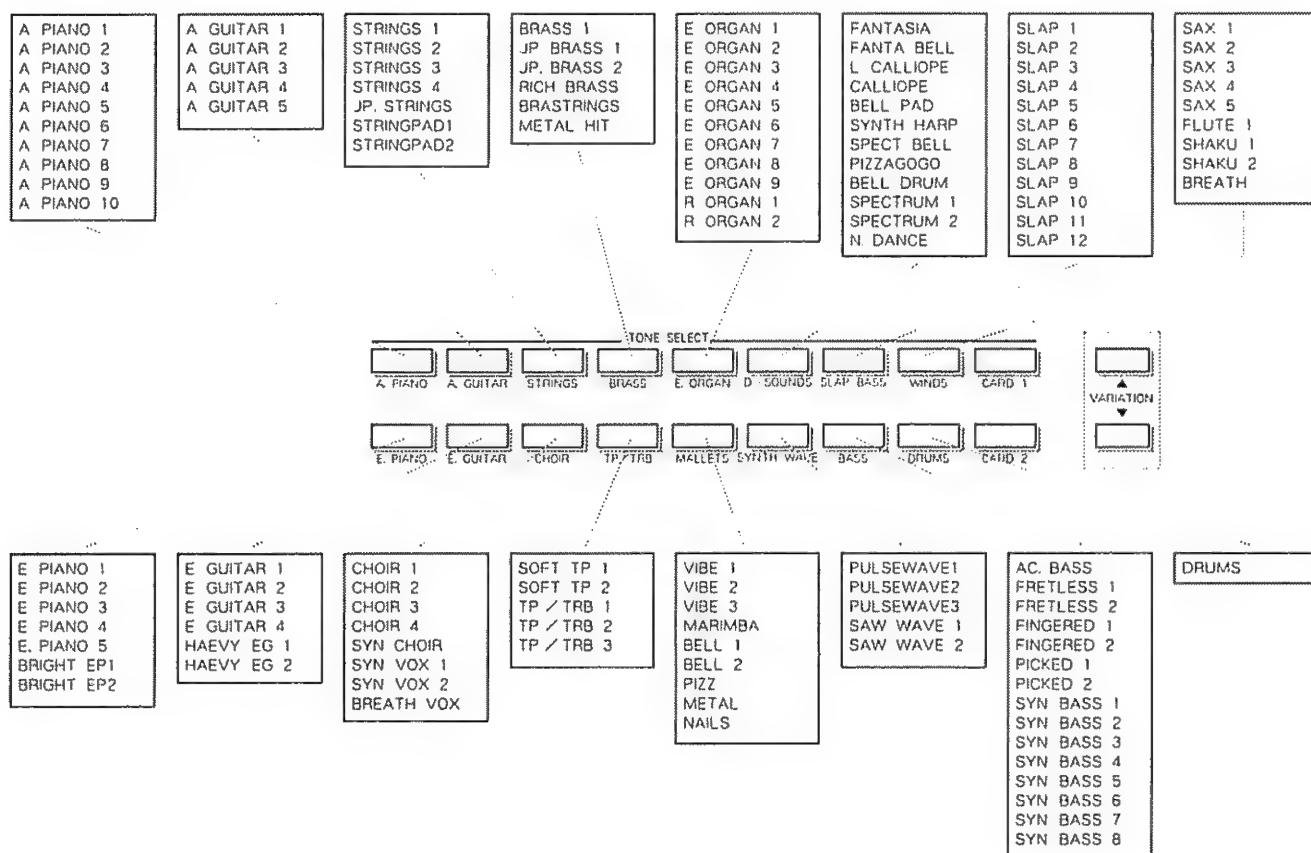 A PIANO 1
A PIANO 2
A PIANO 3
A PIANO 4
A PIANO 5
A PIANO 6
A PIANO 7
A PIANO 8
A PIANO 9
A PIANO 10
A GUITAR 1
A GUITAR 2
A GUITAR 3
A GUITAR 4
A GUITAR 5
STRINGS 1
STRINGS 2
STRINGS 3
STRINGS 4
JP. STRINGS
STRINGPAD1
STRINGPAD2
BRASS 1
JP BRASS 1
JP. BRASS 2
RICH BRASS
BRASTRINGS
METAL HIT
E ORGAN 1
E ORGAN 2
E ORGAN 3
E ORGAN 4
E ORGAN 5
E ORGAN 6
E ORGAN 7
E ORGAN 8
E ORGAN 9
R ORGAN 1
R ORGAN 2
FANTASIA
FANTA BELL
L CALLIOPE
CALLIOPE
BELL PAD
SYNTH HARP
SPECT BELL
PIZZAGOGO
BELL DRUM
SPECTRUM 1
SPECTRUM 2
N. DANCE
SLAP 1
SLAP 2
SLAP 3
SLAP 4
SLAP 5
SLAP 6
SLAP 7
SLAP 8
SLAP 9
SLAP 10
SLAP 11
SLAP 12
SAX 1
SAX 2
SAX 3
SAX 4
SAX 5
FLUTE 1
SHAKU 1
SHAKU 2
BREATH
TONE SELECT
A. PIANO A. GUITAR STRINGS BRASS E. ORGAN D. SOUNDS SLAP BASS WINDS CARD 1
VARIATION
E. PIANO E. GUITAR CHOIR TP/TRB MALLETS SYNTH WAVE BASS DRUMS CARD 2
E PIANO 1
E PIANO 2
E PIANO 3
E PIANO 4
E. PIANO 5
BRIGHT EP1
BRIGHT EP2
E GUITAR 1
E GUITAR 2
E GUITAR 3
E GUITAR 4
HAEVY EG 1
HAEVY EG 2
CHOIR 1
CHOIR 2
CHOIR 3
CHOIR 4
SYN CHOIR
SYN VOX 1
SYN VOX 2
BREATH VOX
SOFT TP 1
SOFT TP 2
TP / TRB 1
TP / TRB 2
TP / TRB 3
VIBE 1
VIBE 2
VIBE 3
MARIMBA
BELL 1
BELL 2
PIZZ
METAL
NAILS
PULSEWAVE1
PULSEWAVE2
PULSEWAVE3
SAW WAVE 1
SAW WAVE 2
AC. BASS
FRETLESS 1
FRETLESS 2
FINGERED 1
FINGERED 2
PICKED 1
PICKED 2
SYN BASS 1
SYN BASS 2
SYN BASS 3
SYN BASS 4
SYN BASS 5
SYN BASS 6
SYN BASS 7
SYN BASS 8
DRUMS